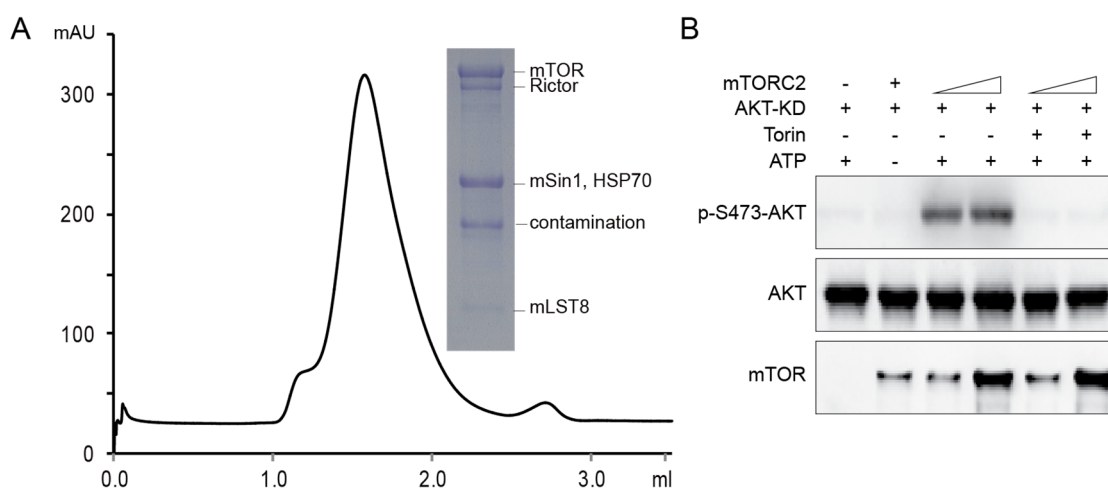 A
mAU
300
200
100
0
0.0 1.0 2.0 3.0 ml
mTOR
Rictor
mSin1, HSP70
contamination
mLST8
B
mTORC2 - +
AKT-KD + + + + + +
Torin - - - - + +
ATP + - + + + +
p-S473-AKT
AKT
mTOR